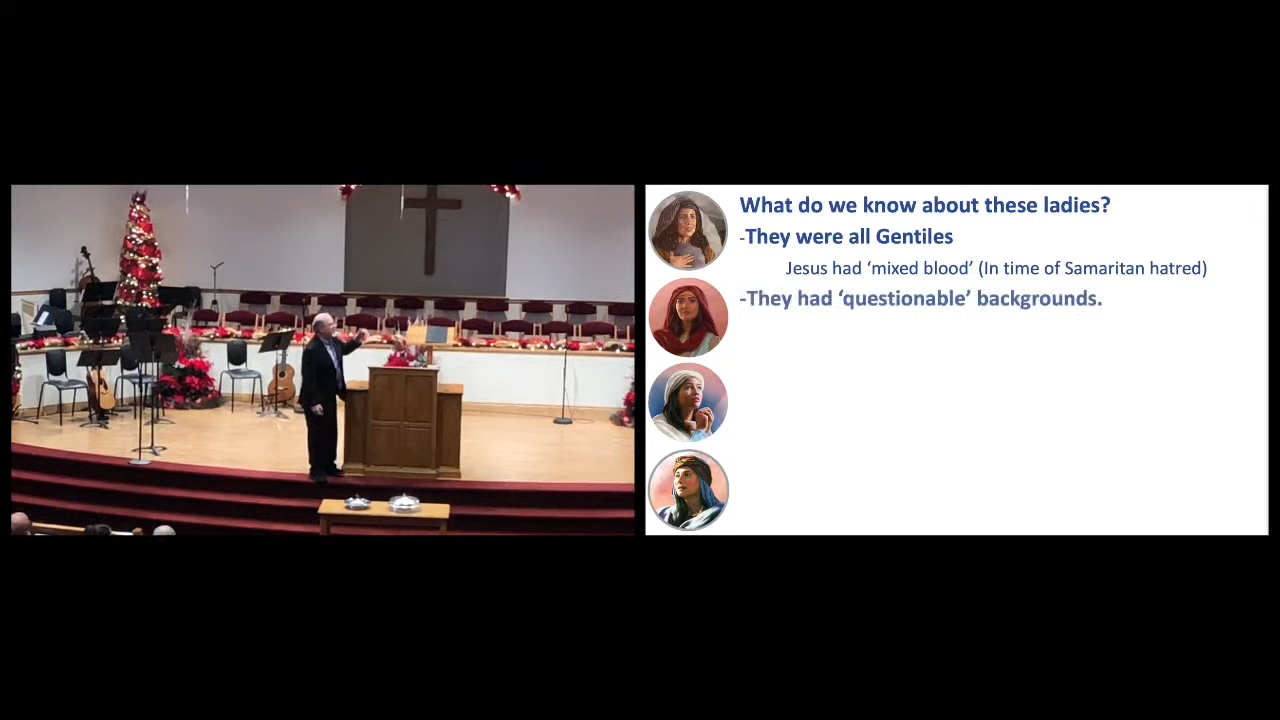 What do we know about these ladies?
-They were all Gentiles
Jesus had ‘mixed blood’ (In time of Samaritan hatred)
-They had ‘questionable’ backgrounds.